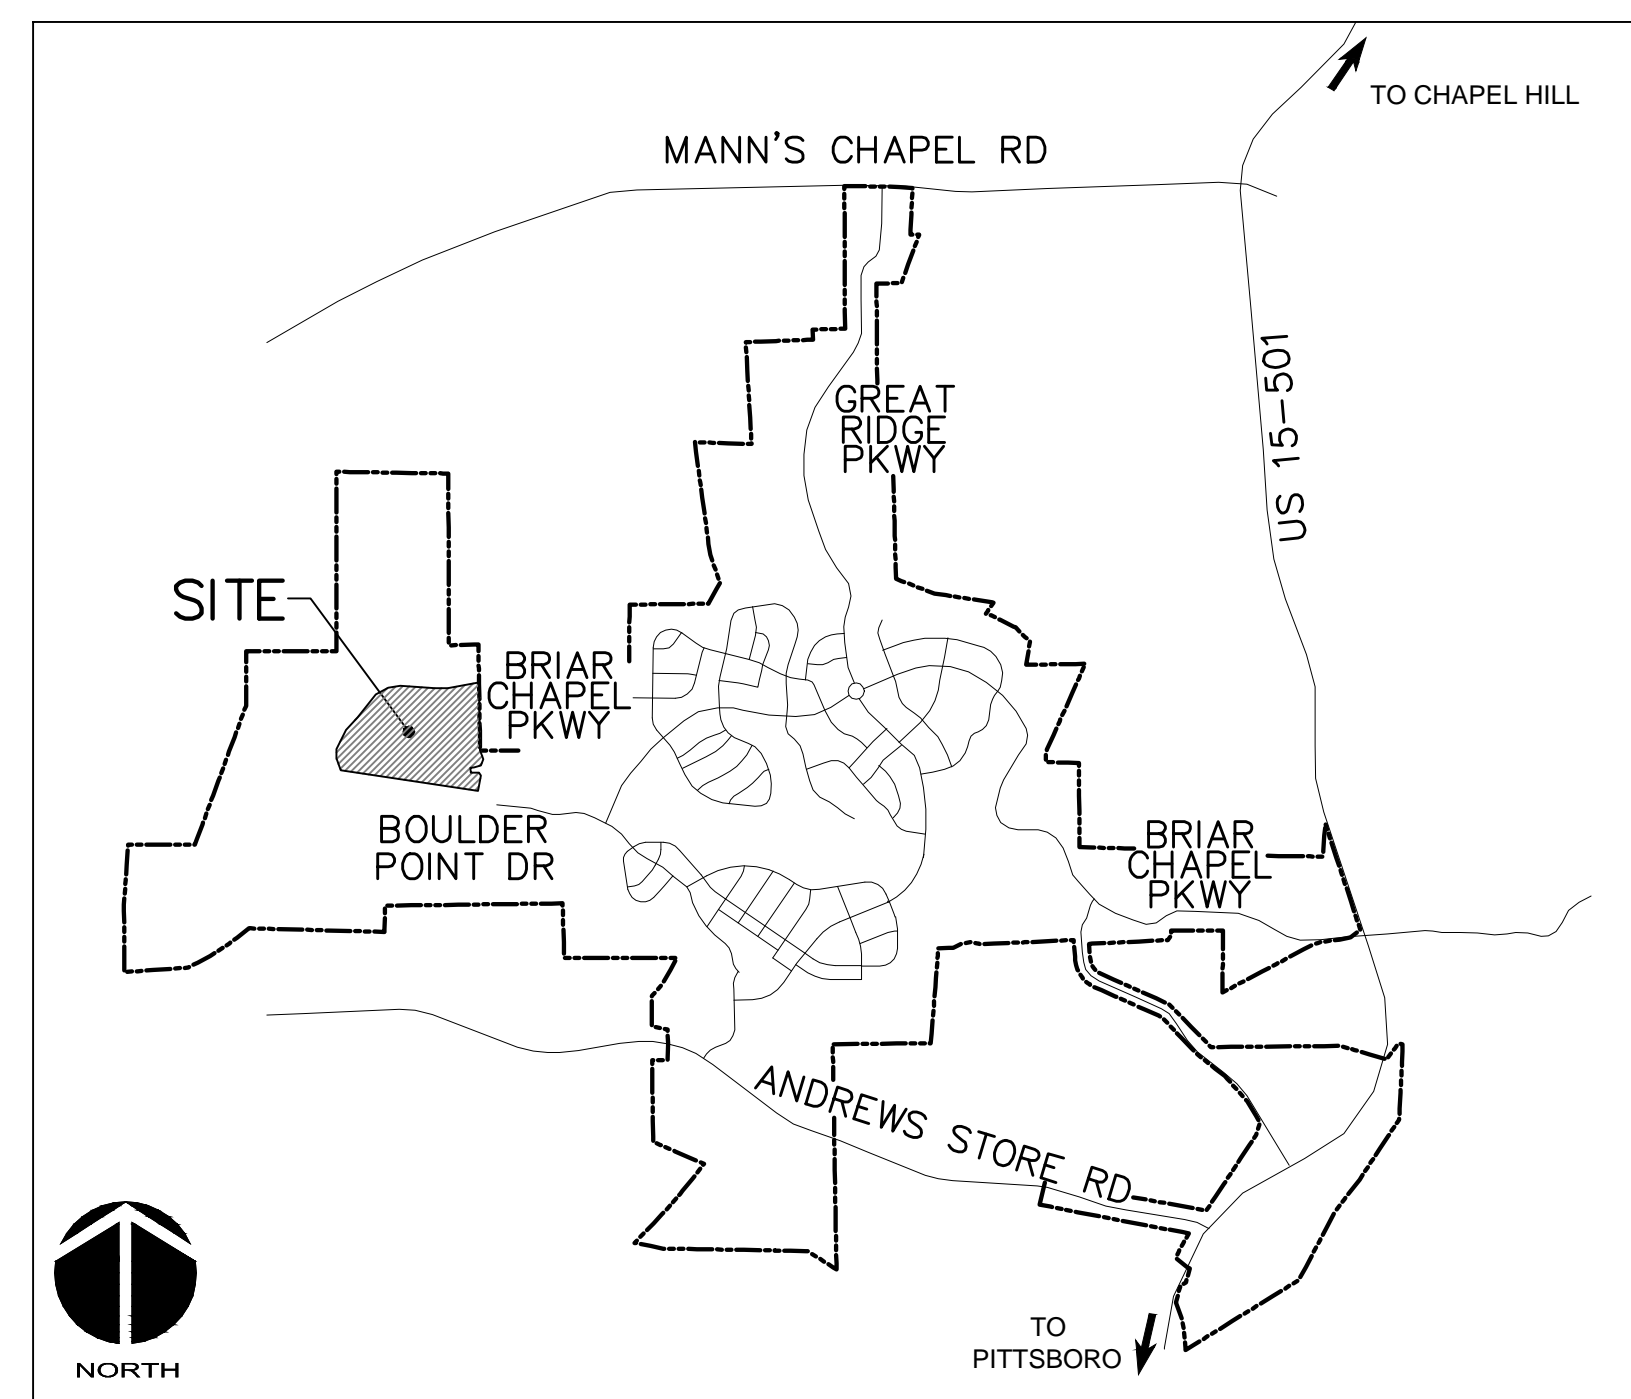 TO CHAPEL HILL
MANN'S CHAPEL RD
US 15-501
GREAT
RIDGE
PKWY
SITE
BRIAR
CHAPEL
PKWY
BOULDER
POINT DR
BRIAR
CHAPEL
PKWY
ANDREWS STORE RD
TO
PITTSBORO
NORTH